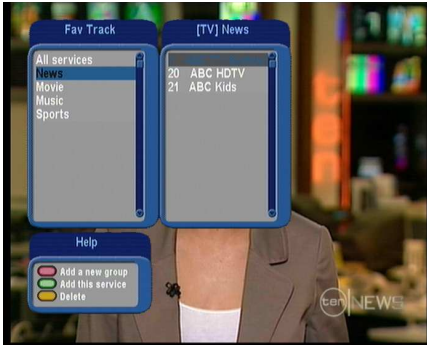 Fav Track
All services
News
Movie
Music
Sports
[TV] News
20 ABC HDTV
21 ABC Kids
Help
Add a new group
Add this service
Delete
ten NEWS